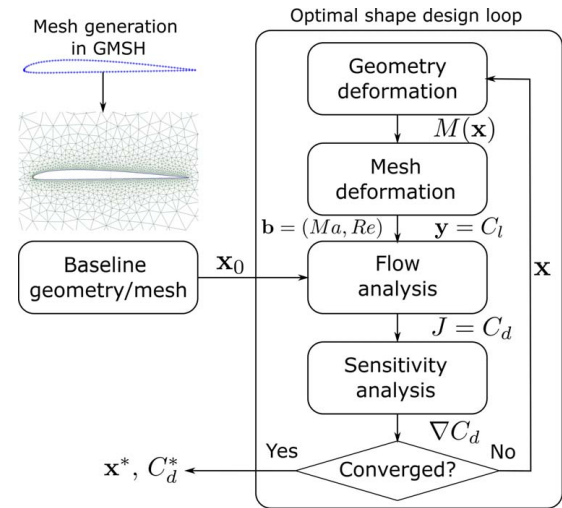 Mesh generation
in GMSH
Optimal shape design loop
Geometry
deformation
M(x)
Mesh
deformation
b = (Ma, Re)
y = C_l
Baseline
geometry/mesh
x_0
Flow
analysis
x
J = C_d
Sensitivity
analysis
∇C_d
Yes
No
Converged?
x*, C_d*